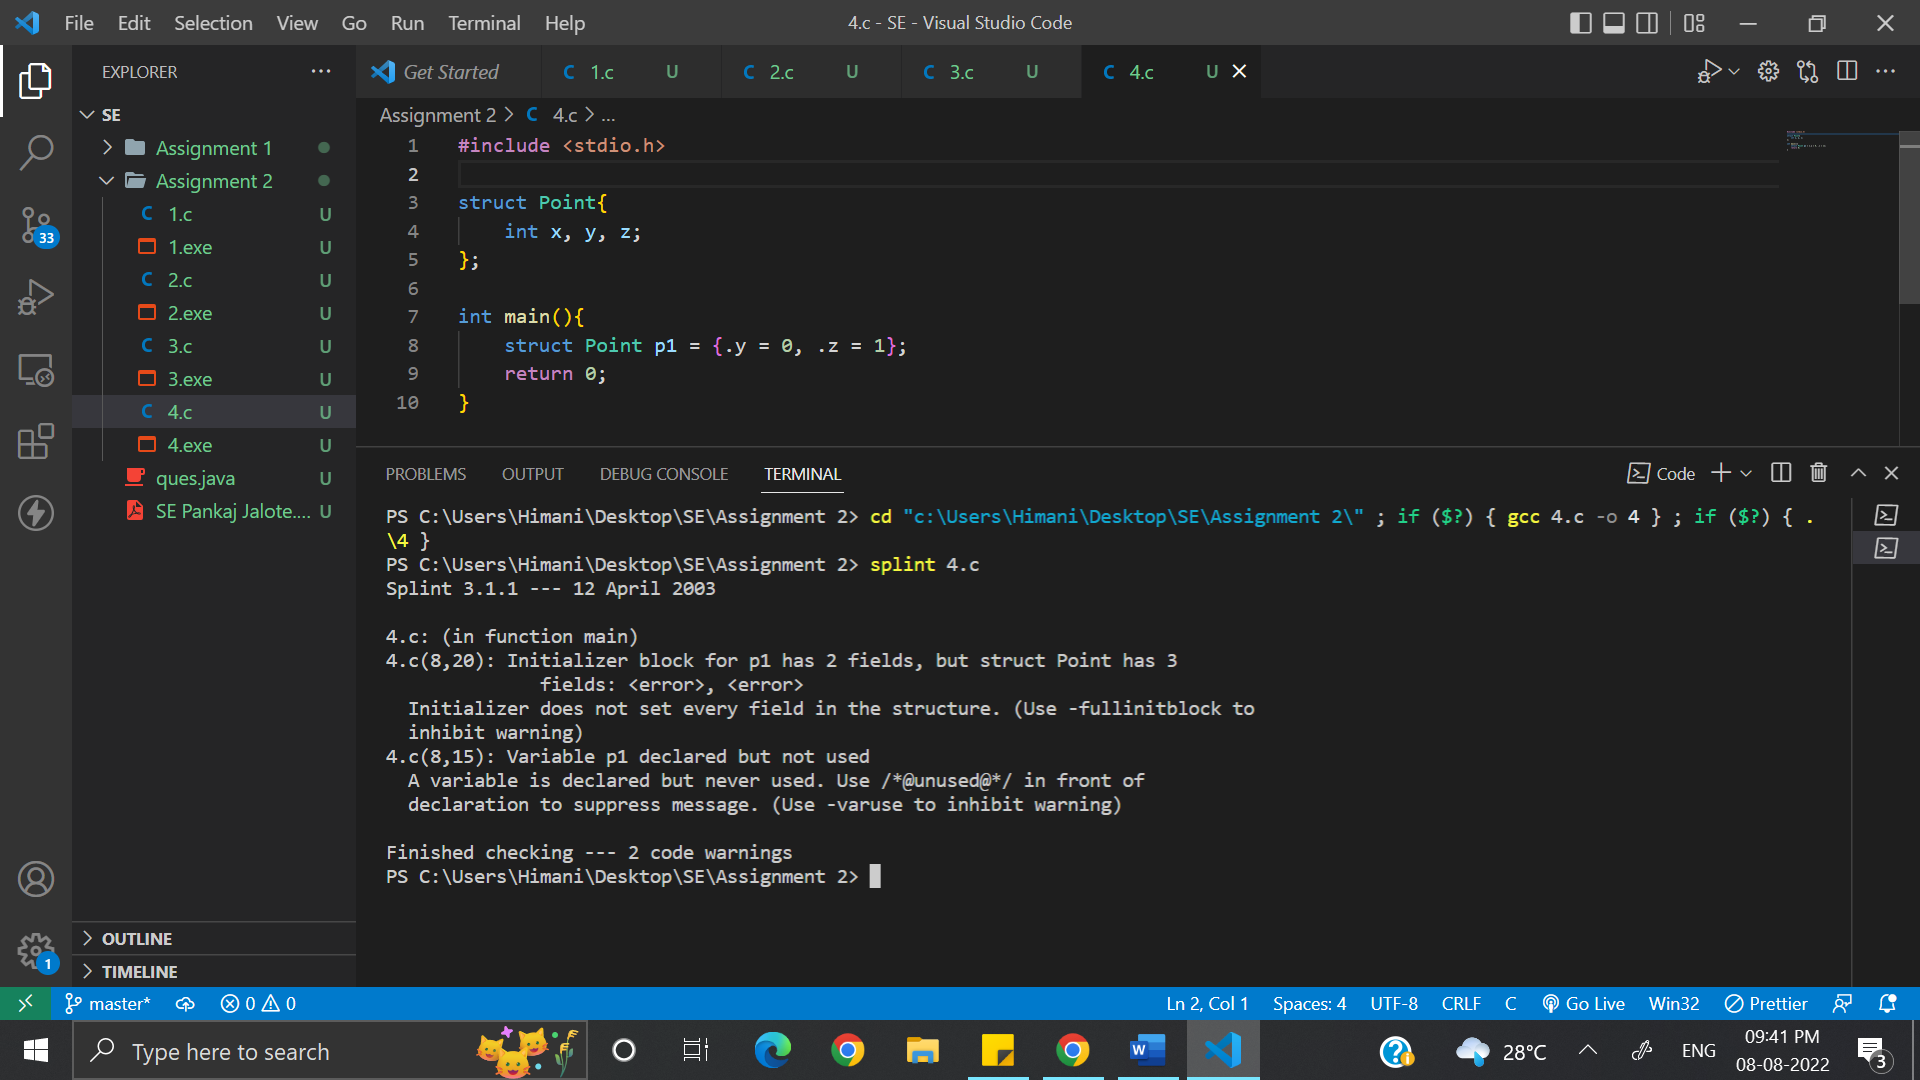 File Edit Selection View Go Run Terminal Help
4.c - SE - Visual Studio Code
EXPLORER
SE
Assignment 1
Assignment 2
1.c U
1.exe U
2.c U
2.exe U
3.c U
3.exe U
4.c U
4.exe U
ques.java U
SE Pankaj Jalote.... U
OUTLINE
TIMELINE
33
1
Get Started C 1.c U C 2.c U C 3.c U C 4.c U
Assignment 2 > C 4.c > ...
1 #include <stdio.h>
2
3 struct Point{
4 int x, y, z;
5 };
6
7 int main(){
8 struct Point p1 = {.y = 0, .z = 1};
9 return 0;
10 }
PROBLEMS OUTPUT DEBUG CONSOLE TERMINAL
Code
PS C:\Users\Himani\Desktop\SE\Assignment 2> cd "c:\Users\Himani\Desktop\SE\Assignment 2\" ; if ($?) { gcc 4.c -o 4 } ; if ($?) { .
\4 }
PS C:\Users\Himani\Desktop\SE\Assignment 2> splint 4.c
Splint 3.1.1 --- 12 April 2003
4.c: (in function main)
4.c(8,20): Initializer block for p1 has 2 fields, but struct Point has 3
fields: <error>, <error>
Initializer does not set every field in the structure. (Use -fullinitblock to
inhibit warning)
4.c(8,15): Variable p1 declared but not used
A variable is declared but never used. Use /*@unused@*/ in front of
declaration to suppress message. (Use -varuse to inhibit warning)
Finished checking --- 2 code warnings
PS C:\Users\Himani\Desktop\SE\Assignment 2>
master* 0 0
Ln 2, Col 1 Spaces: 4 UTF-8 CRLF C Go Live Win32 Prettier
Type here to search
28°C ENG
09:41 PM
08-08-2022
3